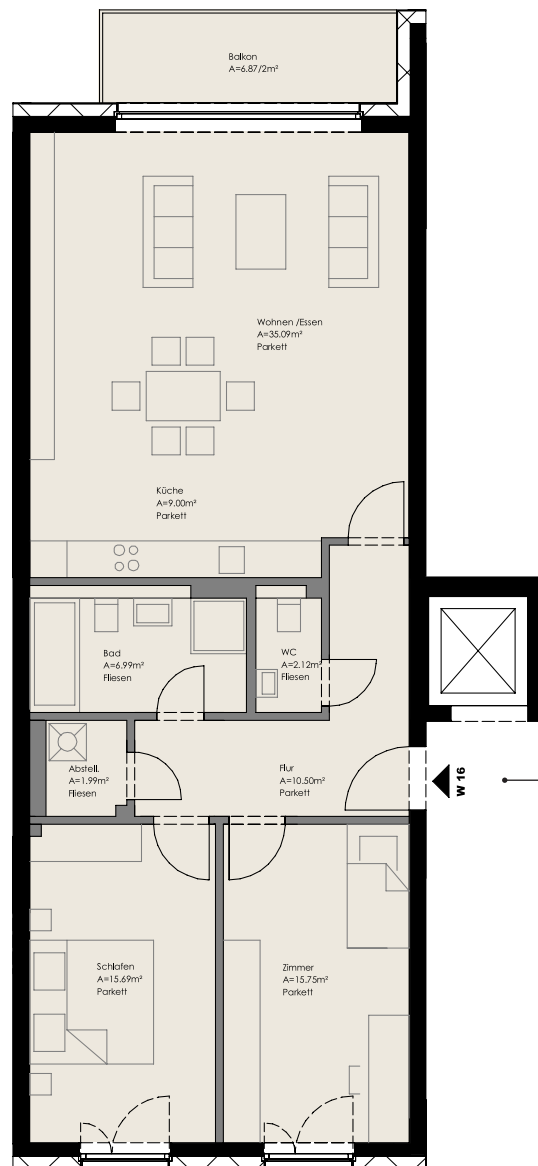 Balkon
A=6.87/2m²
Wohnen /Essen
A=35.09m²
Parkett
Küche
A=9.00m²
Parkett
Bad
A=6.99m²
Fliesen
WC
A=2.12m²
Fliesen
Abstell.
A=1.99m²
Fliesen
Flur
A=10.50m²
Parkett
W 16
Schlafen
A=15.69m²
Parkett
Zimmer
A=15.75m²
Parkett